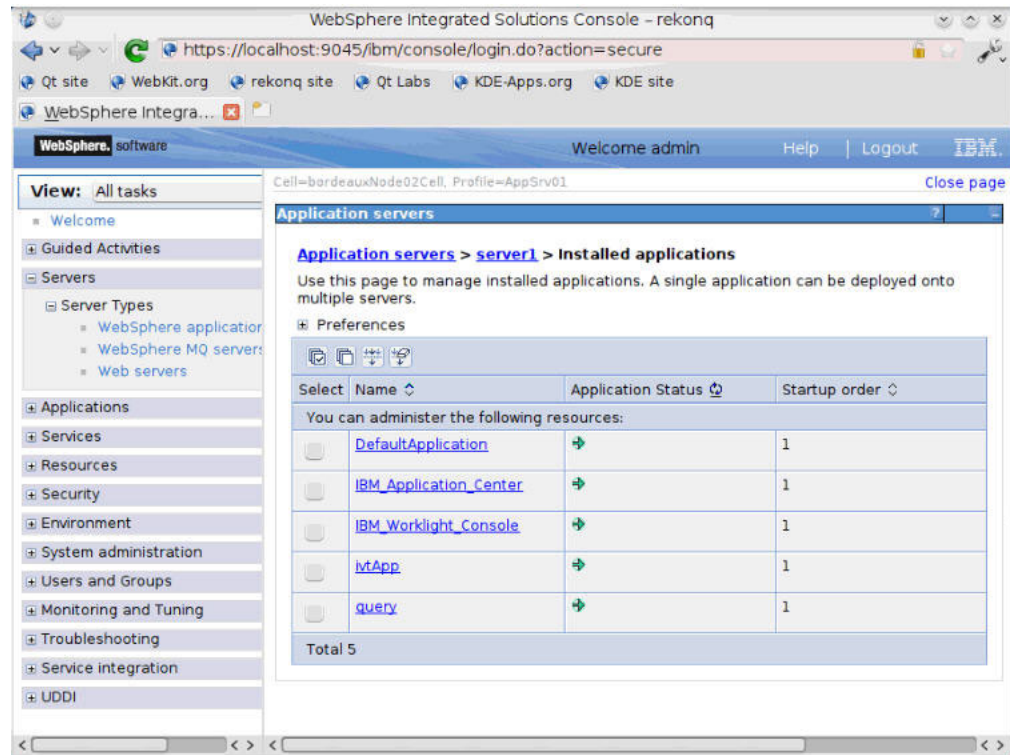 WebSphere Integrated Solutions Console – rekonq
https://localhost:9045/ibm/console/login.do?action=secure
Qt site WebKit.org rekonq site Qt Labs KDE-Apps.org KDE site
WebSphere Integra...
WebSphere. software Welcome admin Help | Logout IBM.
View: All tasks
Welcome
Guided Activities
Servers
Server Types
WebSphere application
WebSphere MQ servers
Web servers
Applications
Services
Resources
Security
Environment
System administration
Users and Groups
Monitoring and Tuning
Troubleshooting
Service integration
UDDI
Cell=bordeauxNode02Cell, Profile=AppSrv01 Close page
Application servers ? -
Application servers > server1 > Installed applications
Use this page to manage installed applications. A single application can be deployed onto
multiple servers.
Preferences
Select Name Application Status Startup order
You can administer the following resources:
DefaultApplication 1
IBM_Application_Center 1
IBM_Worklight_Console 1
ivtApp 1
query 1
Total 5